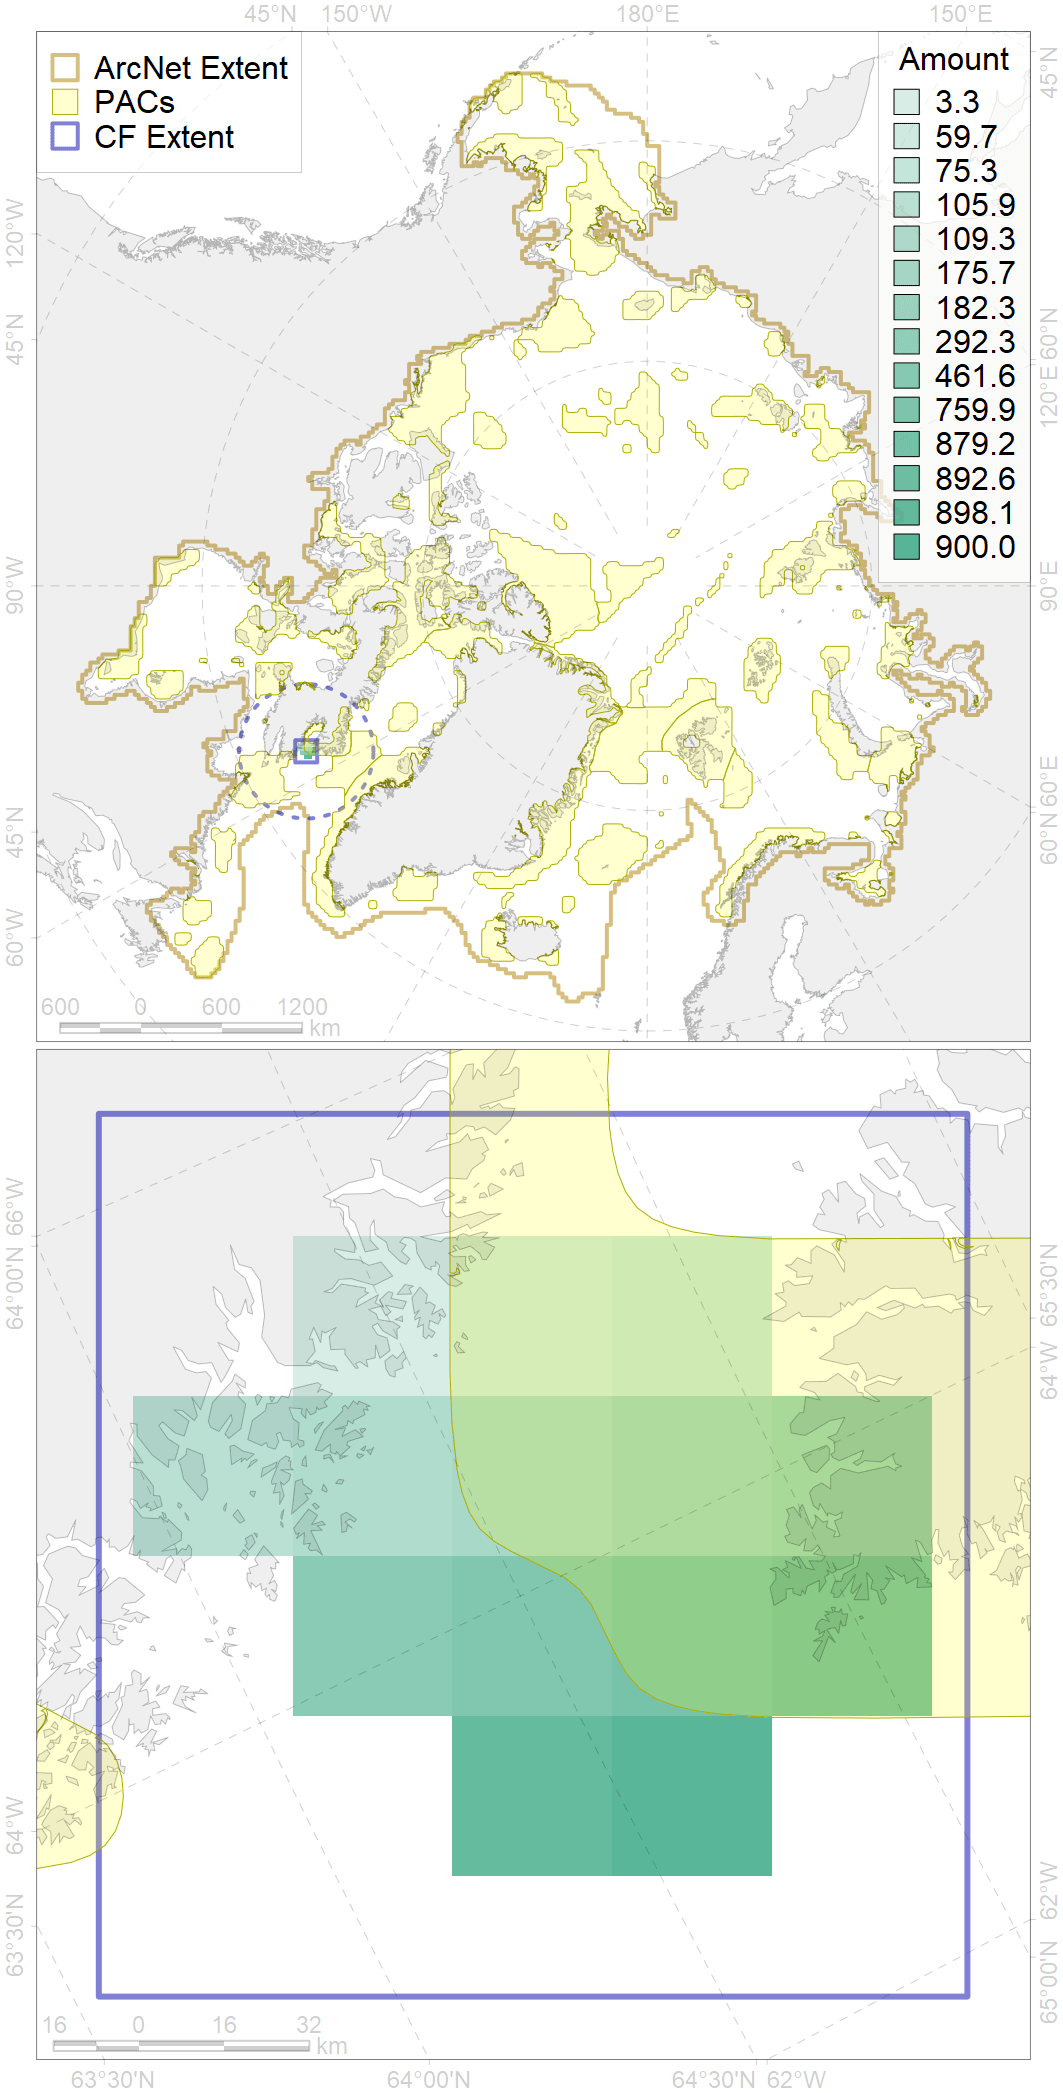 45°N 150°W 180°E 150°E
ArcNet Extent
PACs
CF Extent
Amount
3.3
59.7
75.3
105.9
109.3
175.7
182.3
292.3
461.6
759.9
879.2
892.6
898.1
900.0
120°W
45°N
90°W
45°N
60°W
45°N
60°N
120°E
90°E
60°E
60°N
600 0 600 1200
km
66°W
64°00'N
64°W
63°30'N
65°30'N
64°W
62°W
65°00'N
16 0 16 32
km
63°30'N 64°00'N 64°30'N 62°W